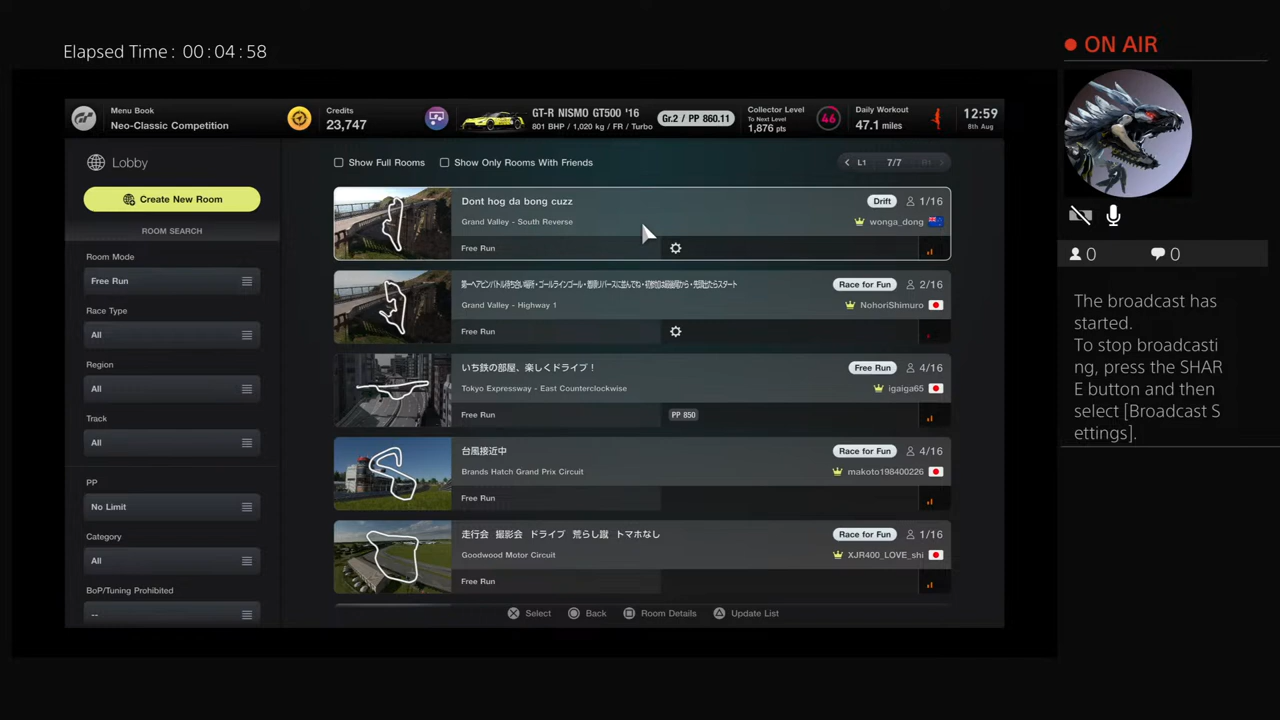 Elapsed Time: 00:04:58
ON AIR
Menu Book
Neo-Classic Competition
Credits
23,747
GT-R NISMO GT500 '16
801 BHP / 1,020 kg / FR / Turbo
Gr.2 / PP 860.11
Collector Level
To Next Level
1,876 pts
46
Daily Workout
47.1 miles
12:59
8th Aug
Lobby
Show Full Rooms
Show Only Rooms With Friends
L1
7/7
R1
Create New Room
ROOM SEARCH
Room Mode
Free Run
Race Type
All
Region
All
Track
All
PP
No Limit
Category
All
BoP/Tuning Prohibited
--
Dont hog da bong cuzz
Drift
1/16
Grand Valley - South Reverse
wonga_dong
Free Run
Race for Fun
2/16
Grand Valley - Highway 1
NohoriShimuro
Free Run
いち鉄の部屋、楽しくドライブ！
Free Run
4/16
Tokyo Expressway - East Counterclockwise
igaiga65
Free Run
PP 850
台風接近中
Race for Fun
4/16
Brands Hatch Grand Prix Circuit
makoto198400226
Free Run
走行会 撮影会 ドライブ 荒らし蹴 トマホなし
Race for Fun
1/16
Goodwood Motor Circuit
XJR400_LOVE_shi
Free Run
Select
Back
Room Details
Update List
0
0
The broadcast has
started.
To stop broadcasti
ng, press the SHAR
E button and then
select [Broadcast S
ettings].